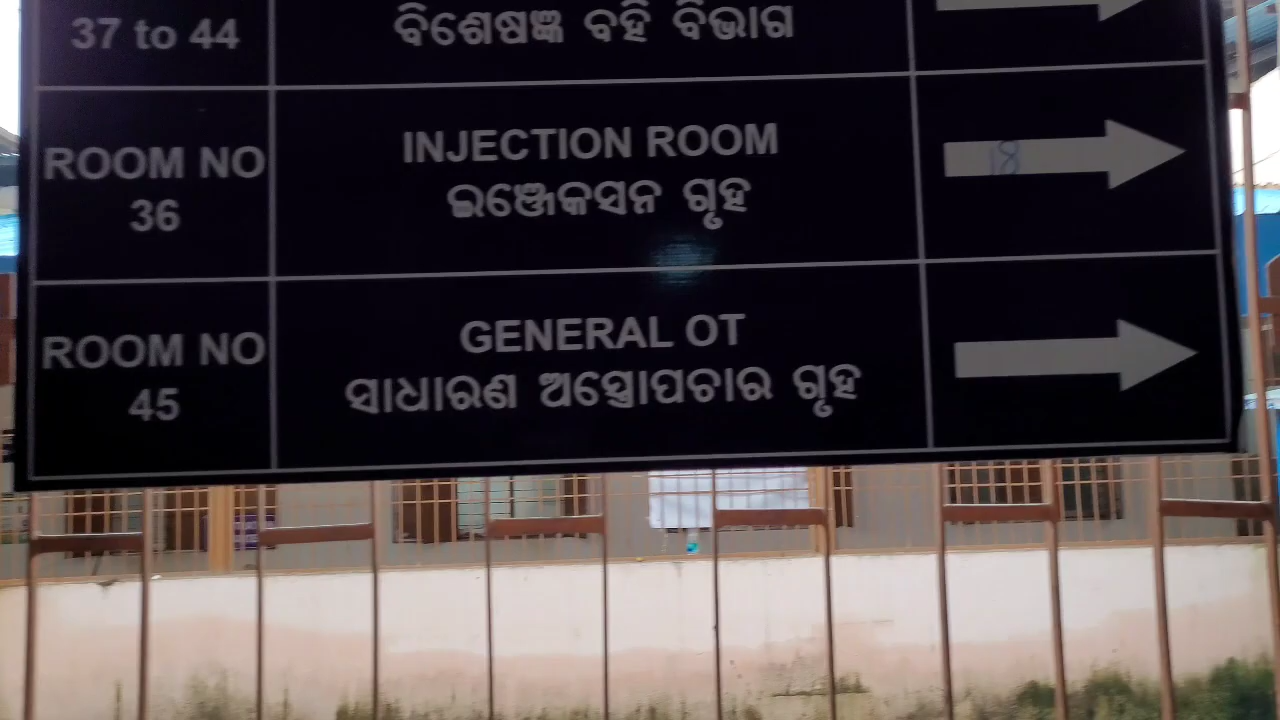 37 to 44
ବିଶେଷଜ୍ଞ ବହି ବିଭାଗ
ROOM NO
36
INJECTION ROOM
ଇଞ୍ଜେକସନ ଗୃହ
18
ROOM NO
45
GENERAL OT
ସାଧାରଣ ଅସ୍ତ୍ରୋପଚାର ଗୃହ